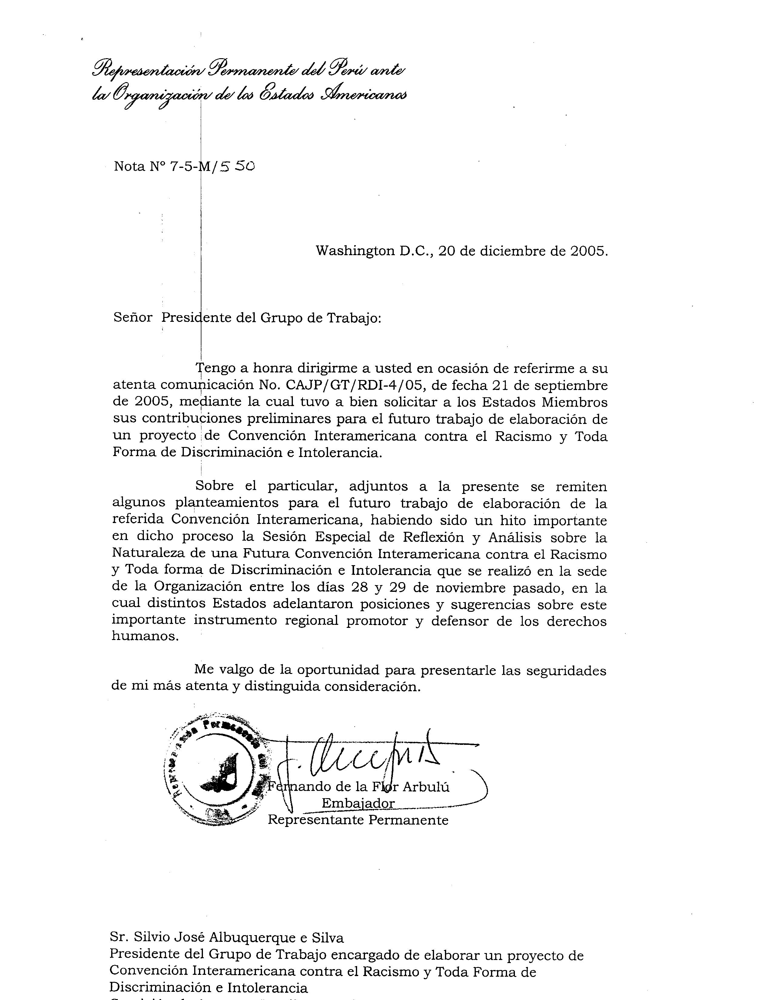 Representación Permanente del Perú ante
la Organización de los Estados Americanos
Nota Nº 7-5-M/550
Washington D.C., 20 de diciembre de 2005.
Señor Presidente del Grupo de Trabajo:
Tengo a honra dirigirme a usted en ocasión de referirme a su
atenta comunicación No. CAJP/GT/RDI-4/05, de fecha 21 de septiembre
de 2005, mediante la cual tuvo a bien solicitar a los Estados Miembros
sus contribuciones preliminares para el futuro trabajo de elaboración de
un proyecto de Convención Interamericana contra el Racismo y Toda
Forma de Discriminación e Intolerancia.
Sobre el particular, adjuntos a la presente se remiten
algunos planteamientos para el futuro trabajo de elaboración de la
referida Convención Interamericana, habiendo sido un hito importante
en dicho proceso la Sesión Especial de Reflexión y Análisis sobre la
Naturaleza de una Futura Convención Interamericana contra el Racismo
y Toda forma de Discriminación e Intolerancia que se realizó en la sede
de la Organización entre los días 28 y 29 de noviembre pasado, en la
cual distintos Estados adelantaron posiciones y sugerencias sobre este
importante instrumento regional promotor y defensor de los derechos
humanos.
Me valgo de la oportunidad para presentarle las seguridades
de mi más atenta y distinguida consideración.
Fernando de la Flor Arbulú
Embajador
Representante Permanente
Sr. Silvio José Albuquerque e Silva
Presidente del Grupo de Trabajo encargado de elaborar un proyecto de
Convención Interamericana contra el Racismo y Toda Forma de
Discriminación e Intolerancia